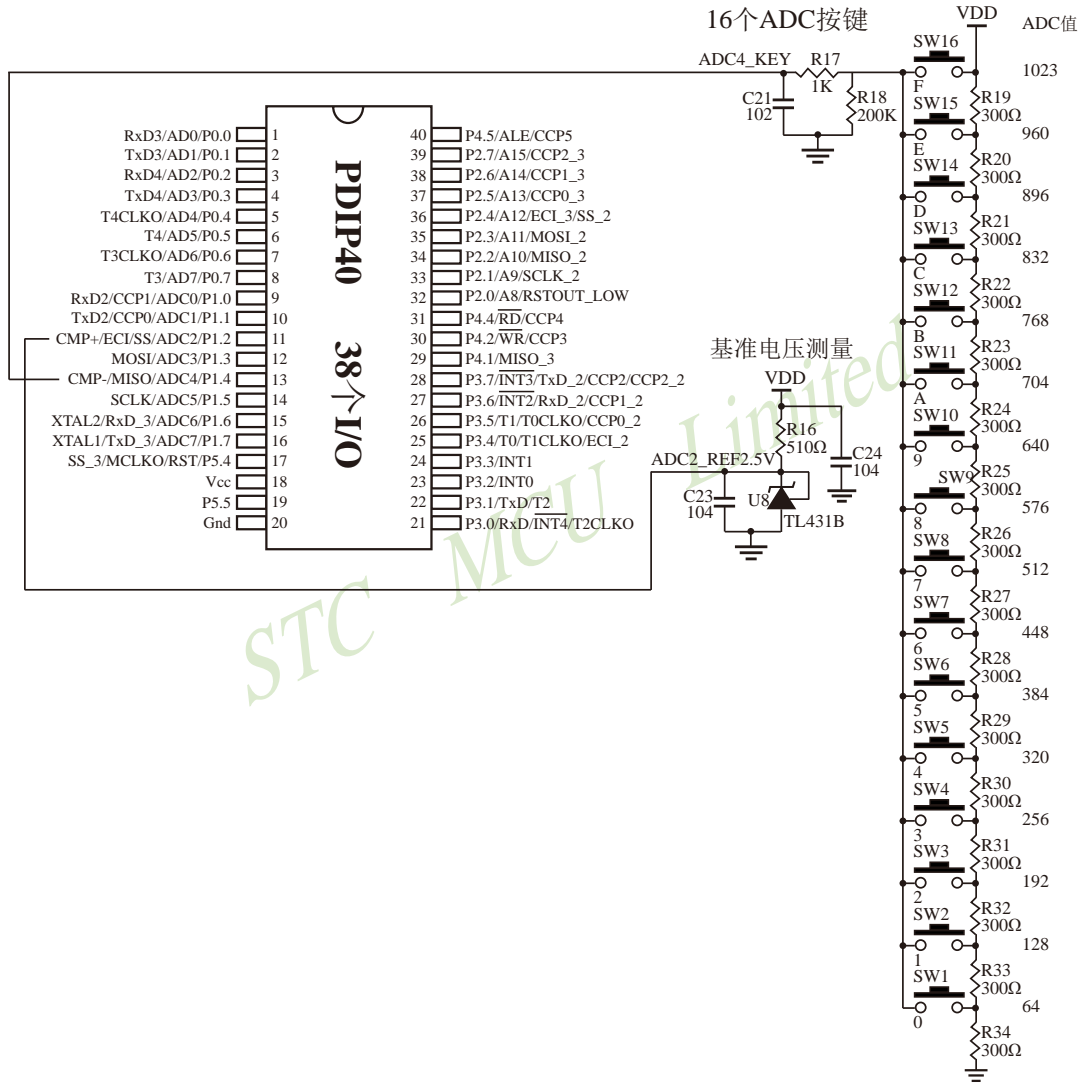 16个ADC按键
VDD
ADC值
ADC4_KEY
R17
1K
C21
102
R18
200K
SW16
F
1023
R19
300Ω
SW15
E
960
R20
300Ω
SW14
D
896
R21
300Ω
SW13
C
832
R22
300Ω
SW12
B
768
R23
300Ω
SW11
A
704
R24
300Ω
SW10
9
640
R25
300Ω
SW9
8
576
R26
300Ω
SW8
7
512
R27
300Ω
SW7
6
448
R28
300Ω
SW6
5
384
R29
300Ω
SW5
4
320
R30
300Ω
SW4
3
256
R31
300Ω
SW3
2
192
R32
300Ω
SW2
1
128
R33
300Ω
SW1
0
64
R34
300Ω
PDIP40 38个I/O
RxD3/AD0/P0.0 1
TxD3/AD1/P0.1 2
RxD4/AD2/P0.2 3
TxD4/AD3/P0.3 4
T4CLKO/AD4/P0.4 5
T4/AD5/P0.5 6
T3CLKO/AD6/P0.6 7
T3/AD7/P0.7 8
RxD2/CCP1/ADC0/P1.0 9
TxD2/CCP0/ADC1/P1.1 10
CMP+/ECI/SS/ADC2/P1.2 11
MOSI/ADC3/P1.3 12
CMP-/MISO/ADC4/P1.4 13
SCLK/ADC5/P1.5 14
XTAL2/RxD_3/ADC6/P1.6 15
XTAL1/TxD_3/ADC7/P1.7 16
SS_3/MCLKO/RST/P5.4 17
Vcc 18
P5.5 19
Gnd 20
40 P4.5/ALE/CCP5
39 P2.7/A15/CCP2_3
38 P2.6/A14/CCP1_3
37 P2.5/A13/CCP0_3
36 P2.4/A12/ECI_3/SS_2
35 P2.3/A11/MOSI_2
34 P2.2/A10/MISO_2
33 P2.1/A9/SCLK_2
32 P2.0/A8/RSTOUT_LOW
31 P4.4/RD/CCP4
30 P4.2/WR/CCP3
29 P4.1/MISO_3
28 P3.7/INT3/TxD_2/CCP2/CCP2_2
27 P3.6/INT2/RxD_2/CCP1_2
26 P3.5/T1/T0CLKO/CCP0_2
25 P3.4/T0/T1CLKO/ECI_2
24 P3.3/INT1
23 P3.2/INT0
22 P3.1/TxD/T2
21 P3.0/RxD/INT4/T2CLKO
基准电压测量
VDD
R16
510Ω
ADC2_REF2.5V
C24
104
C23
104
U8
TL431B
STC MCU Limited